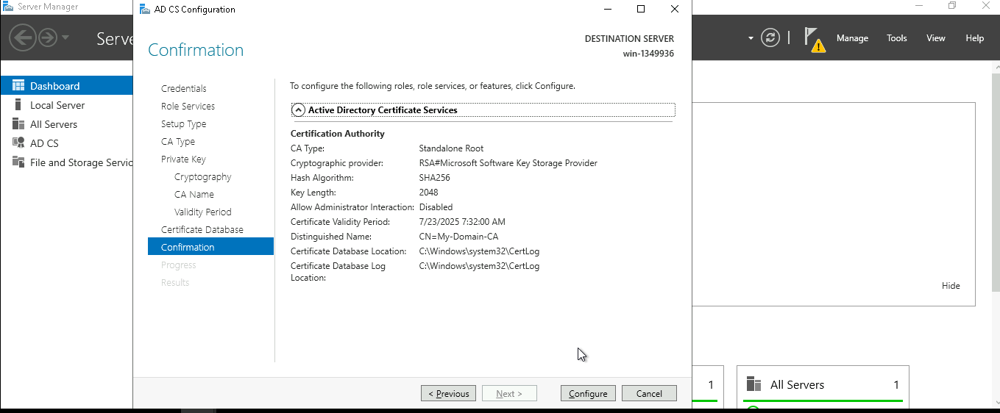 Server Manager
AD CS Configuration
Serve
Manage
Tools
View
Help
Confirmation
DESTINATION SERVER
win-1349936
Dashboard
Local Server
All Servers
AD CS
File and Storage Servic
Credentials
Role Services
Setup Type
CA Type
Private Key
Cryptography
CA Name
Validity Period
Certificate Database
Confirmation
Progress
Results
To configure the following roles, role services, or features, click Configure.
Active Directory Certificate Services
Certification Authority
CA Type: Standalone Root
Cryptographic provider: RSA#Microsoft Software Key Storage Provider
Hash Algorithm: SHA256
Key Length: 2048
Allow Administrator Interaction: Disabled
Certificate Validity Period: 7/23/2025 7:32:00 AM
Distinguished Name: CN=My-Domain-CA
Certificate Database Location: C:\Windows\system32\CertLog
Certificate Database Log C:\Windows\system32\CertLog
Location:
Hide
1
All Servers 1
< Previous
Next >
Configure
Cancel